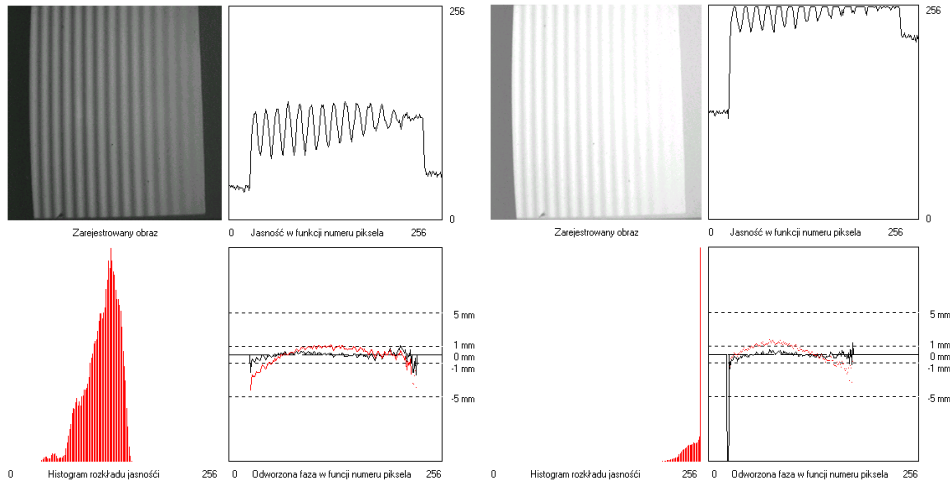 256
0
Zarejestrowany obraz
0 Jasność w funkcji numeru piksela 256
5 mm
1 mm
0 mm
-1 mm
-5 mm
0 Histogram rozkładu jasnośći 256
0 Odworzona faza w funcji numeru piksela 256
256
0
Zarejestrowany obraz
0 Jasność w funkcji numeru piksela 256
5 mm
1 mm
0 mm
-1 mm
-5 mm
0 Histogram rozkładu jasnośći 256
0 Odworzona faza w funcji numeru piksela 256